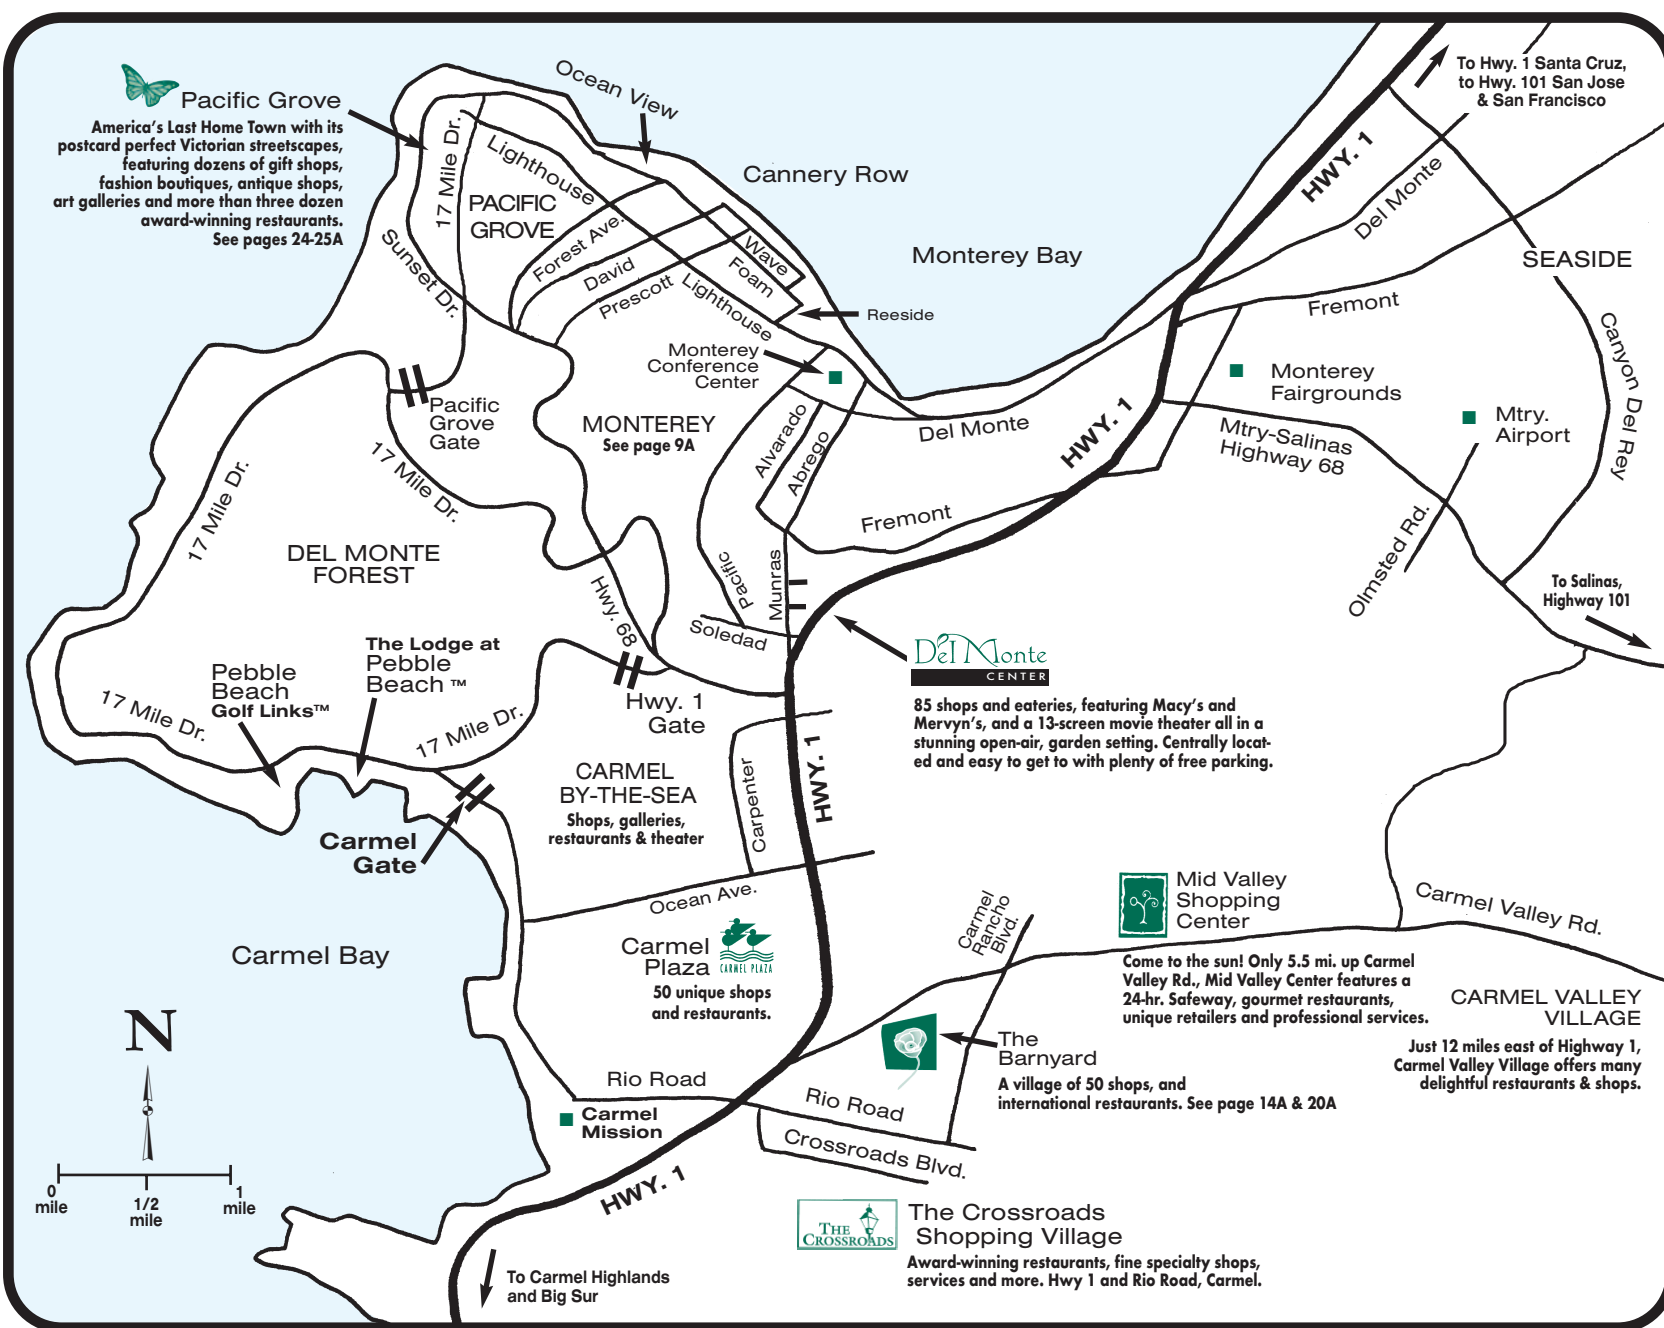 Pacific Grove
America's Last Home Town with its
postcard perfect Victorian streetscapes,
featuring dozens of gift shops,
fashion boutiques, antique shops,
art galleries and more than three dozen
award-winning restaurants.
See pages 24-25A
Ocean View
Cannery Row
Monterey Bay
To Hwy. 1 Santa Cruz,
to Hwy. 101 San Jose
& San Francisco
HWY. 1
Del Monte
SEASIDE
Fremont
Canyon Del Rey
17 Mile Dr.
Lighthouse
PACIFIC
GROVE
Sunset Dr.
Forest Ave.
David
Prescott
Wave
Foam
Lighthouse
Reeside
Monterey
Conference
Center
Monterey
Fairgrounds
Mtry.
Airport
Mtry-Salinas
Highway 68
Olmsted Rd.
To Salinas,
Highway 101
Pacific
Grove
Gate
MONTEREY
See page 9A
Alvarado
Abrego
Del Monte
HWY. 1
Fremont
17 Mile Dr.
17 Mile Dr.
DEL MONTE
FOREST
Hwy. 68
Pacific
Munras
Soledad
The Lodge at
Pebble
Beach ™
Pebble
Beach
Golf Links™
17 Mile Dr.
17 Mile Dr.
Hwy. 1
Gate
Del Monte
CENTER
85 shops and eateries, featuring Macy's and
Mervyn's, and a 13-screen movie theater all in a
stunning open-air, garden setting. Centrally locat-
ed and easy to get to with plenty of free parking.
CARMEL
BY-THE-SEA
Shops, galleries,
restaurants & theater
Carpenter
HWY. 1
Carmel
Gate
Ocean Ave.
Carmel
Plaza
CARMEL PLAZA
50 unique shops
and restaurants.
Carmel Bay
Carmel
Rancho
Blvd.
Mid Valley
Shopping
Center
Come to the sun! Only 5.5 mi. up Carmel
Valley Rd., Mid Valley Center features a
24-hr. Safeway, gourmet restaurants,
unique retailers and professional services.
Carmel Valley Rd.
CARMEL VALLEY
VILLAGE
Just 12 miles east of Highway 1,
Carmel Valley Village offers many
delightful restaurants & shops.
The
Barnyard
A village of 50 shops, and
international restaurants. See page 14A & 20A
Rio Road
Rio Road
Crossroads Blvd.
Carmel
Mission
HWY. 1
N
0
mile
1/2
mile
1
mile
THE
CROSSROADS
The Crossroads
Shopping Village
Award-winning restaurants, fine specialty shops,
services and more. Hwy 1 and Rio Road, Carmel.
To Carmel Highlands
and Big Sur